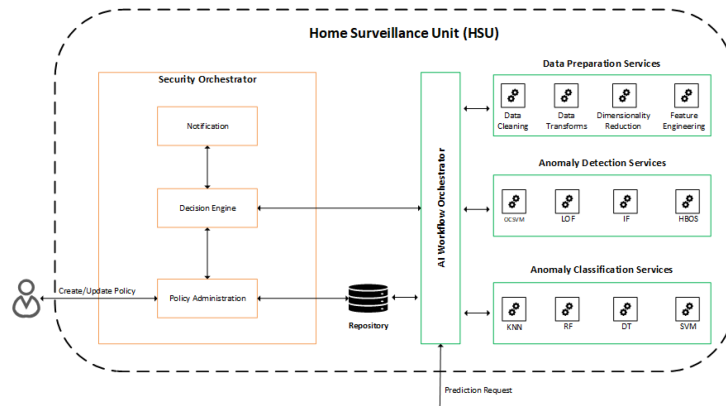 Home Surveillance Unit (HSU)
Security Orchestrator
Notification
Decision Engine
Policy Administration
Create/Update Policy
Repository
AI Workflow Orchestrator
Prediction Request
Data Preparation Services
Data
Cleaning
Data
Transforms
Dimensionality
Reduction
Feature
Engineering
Anomaly Detection Services
OCSVM
LOF
IF
HBOS
Anomaly Classification Services
KNN
RF
DT
SVM